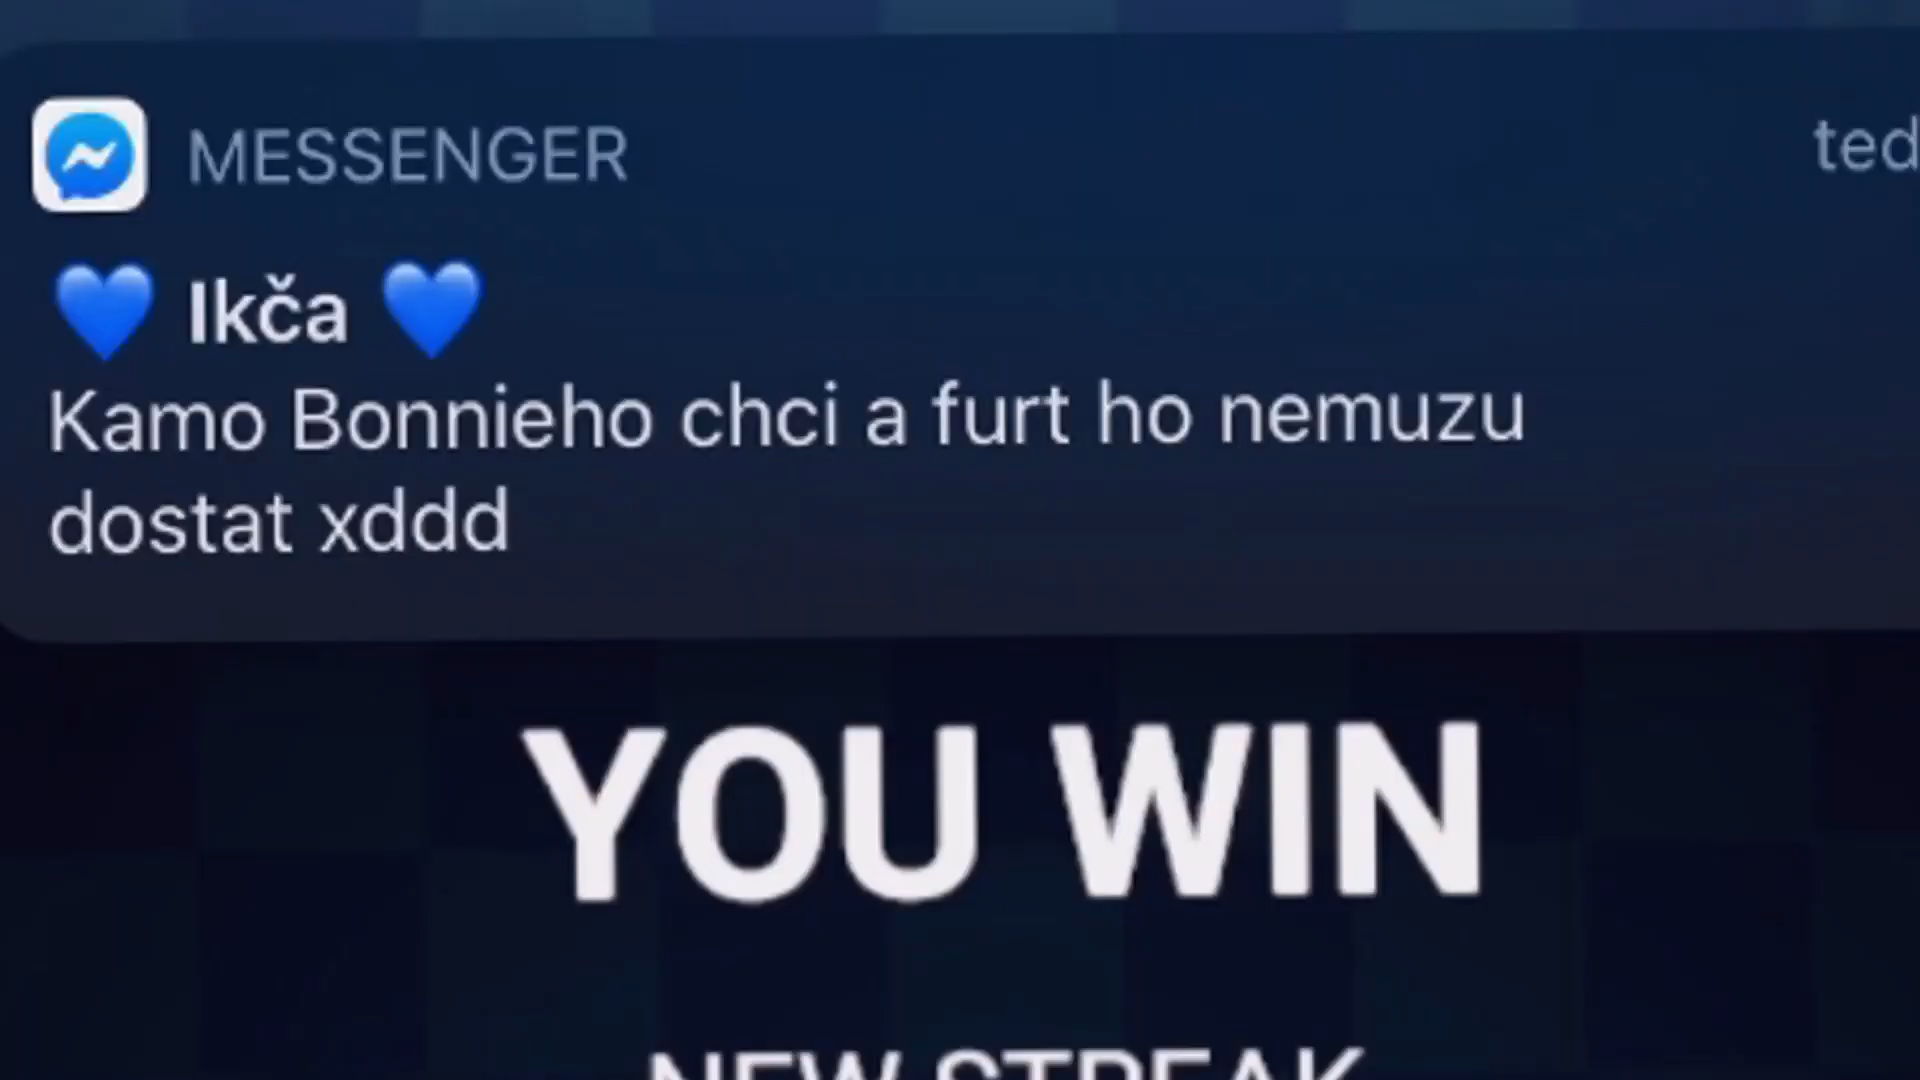 MESSENGER
ted
💙 Ikča 💙
Kamo Bonnieho chci a furt ho nemuzu
dostat xddd
YOU WIN
NEW STREAK